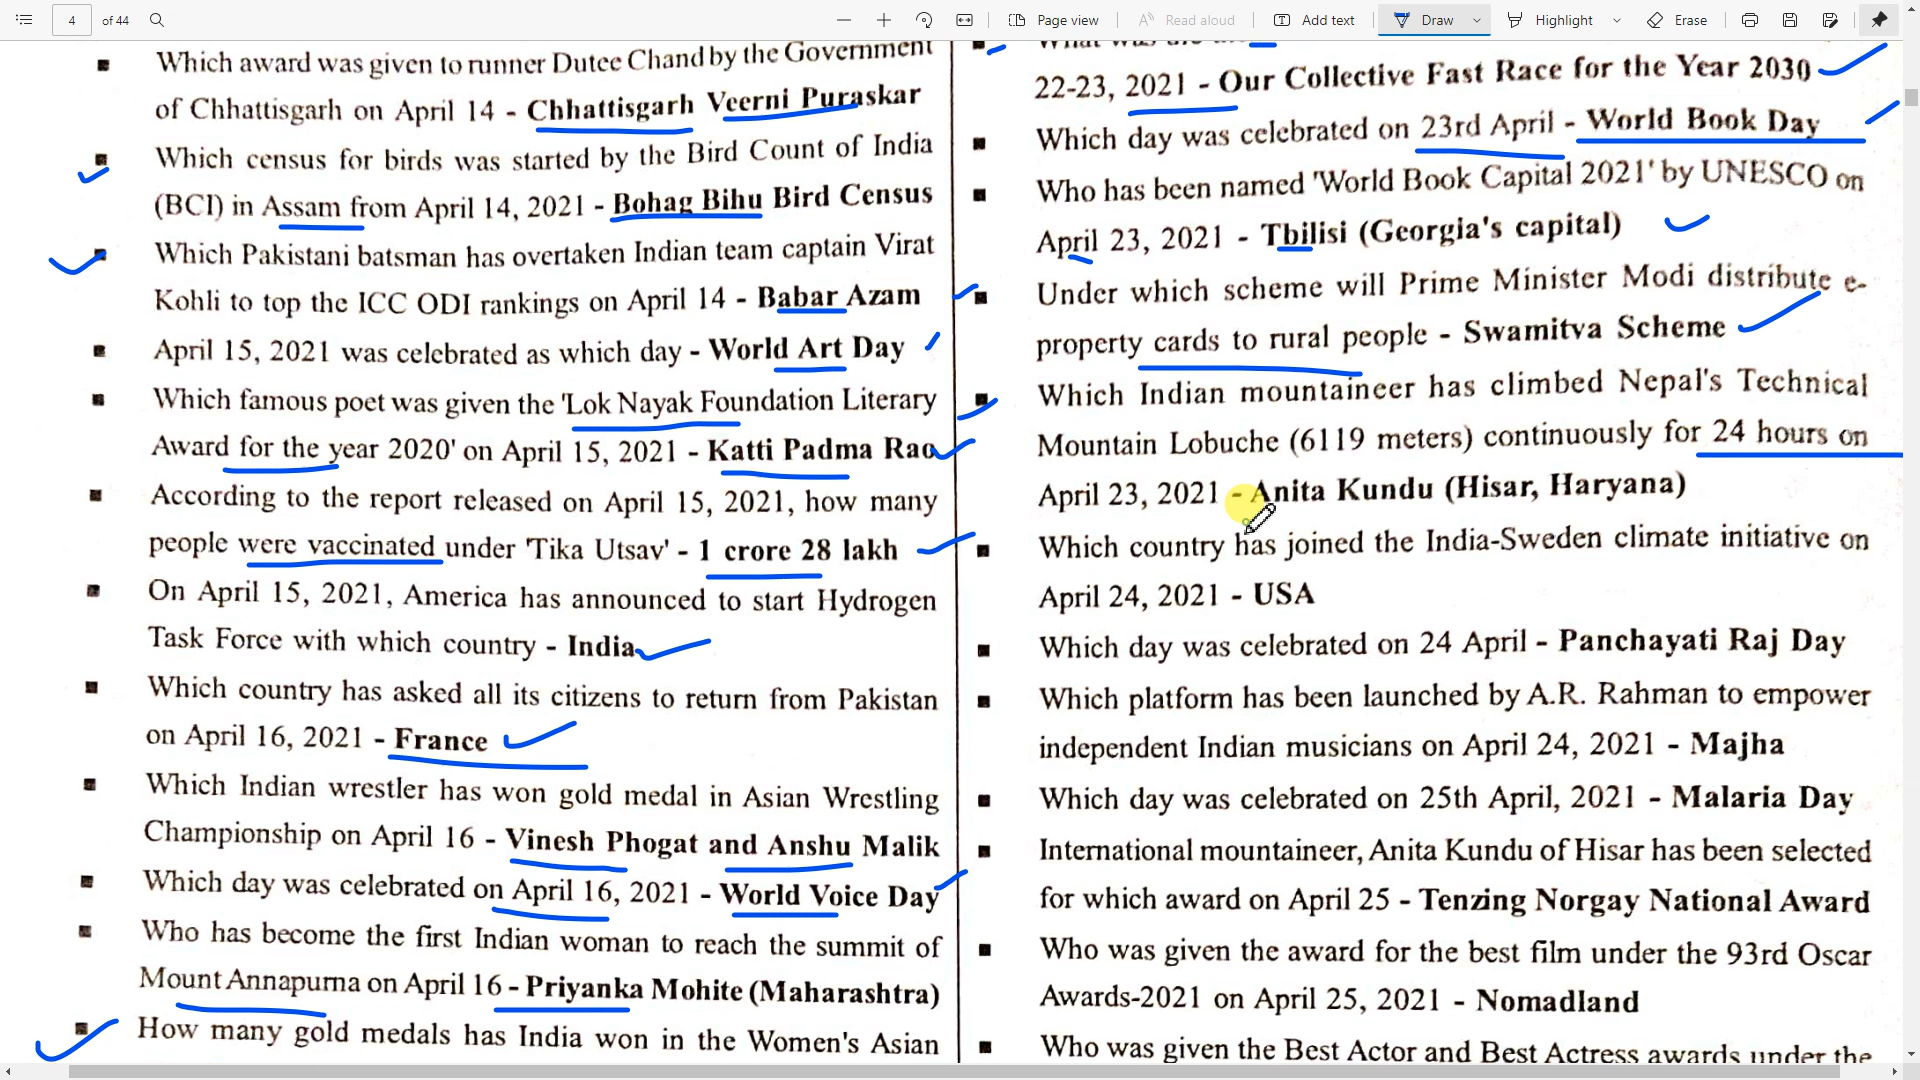 4 of 44
Page view
Read aloud
Add text
Draw
Highlight
Erase
Which award was given to runner Dutee Chand by the Government
of Chhattisgarh on April 14 - Chhattisgarh Veerni Puraskar
Which census for birds was started by the Bird Count of India
(BCI) in Assam from April 14, 2021 - Bohag Bihu Bird Census
Which Pakistani batsman has overtaken Indian team captain Virat
Kohli to top the ICC ODI rankings on April 14 - Babar Azam
April 15, 2021 was celebrated as which day - World Art Day
Which famous poet was given the 'Lok Nayak Foundation Literary
Award for the year 2020' on April 15, 2021 - Katti Padma Rao
According to the report released on April 15, 2021, how many
people were vaccinated under 'Tika Utsav' - 1 crore 28 lakh
On April 15, 2021, America has announced to start Hydrogen
Task Force with which country - India
Which country has asked all its citizens to return from Pakistan
on April 16, 2021 - France
Which Indian wrestler has won gold medal in Asian Wrestling
Championship on April 16 - Vinesh Phogat and Anshu Malik
Which day was celebrated on April 16, 2021 - World Voice Day
Who has become the first Indian woman to reach the summit of
Mount Annapurna on April 16 - Priyanka Mohite (Maharashtra)
How many gold medals has India won in the Women's Asian
What was the
22-23, 2021 - Our Collective Fast Race for the Year 2030
Which day was celebrated on 23rd April - World Book Day
Who has been named 'World Book Capital 2021' by UNESCO on
April 23, 2021 - Tbilisi (Georgia's capital)
Under which scheme will Prime Minister Modi distribute e-
property cards to rural people - Swamitva Scheme
Which Indian mountaineer has climbed Nepal's Technical
Mountain Lobuche (6119 meters) continuously for 24 hours on
April 23, 2021 - Anita Kundu (Hisar, Haryana)
Which country has joined the India-Sweden climate initiative on
April 24, 2021 - USA
Which day was celebrated on 24 April - Panchayati Raj Day
Which platform has been launched by A.R. Rahman to empower
independent Indian musicians on April 24, 2021 - Majha
Which day was celebrated on 25th April, 2021 - Malaria Day
International mountaineer, Anita Kundu of Hisar has been selected
for which award on April 25 - Tenzing Norgay National Award
Who was given the award for the best film under the 93rd Oscar
Awards-2021 on April 25, 2021 - Nomadland
Who was given the Best Actor and Best Actress awards under the